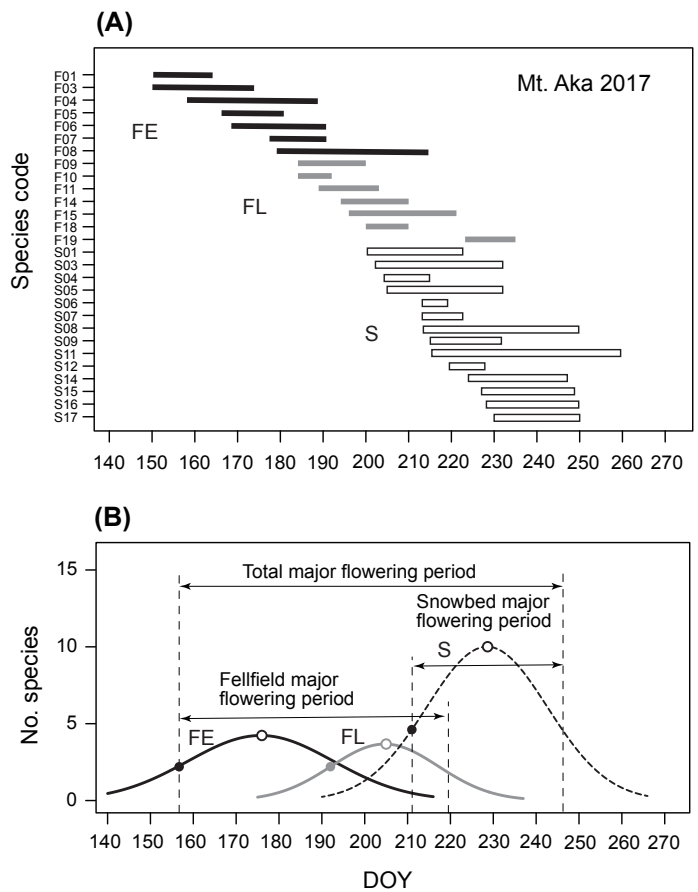 (A)
Mt. Aka 2017
Species code
F01
F03
F04
F05
F06
F07
F08
F09
F10
F11
F14
F15
F18
F19
S01
S03
S04
S05
S06
S07
S08
S09
S11
S12
S14
S15
S16
S17
FE
FL
S
140 150 160 170 180 190 200 210 220 230 240 250 260 270
(B)
No. species
15
10
5
0
Total major flowering period
Snowbed major
flowering period
S
Fellfield major
flowering period
FE
FL
140 150 160 170 180 190 200 210 220 230 240 250 260 270
DOY